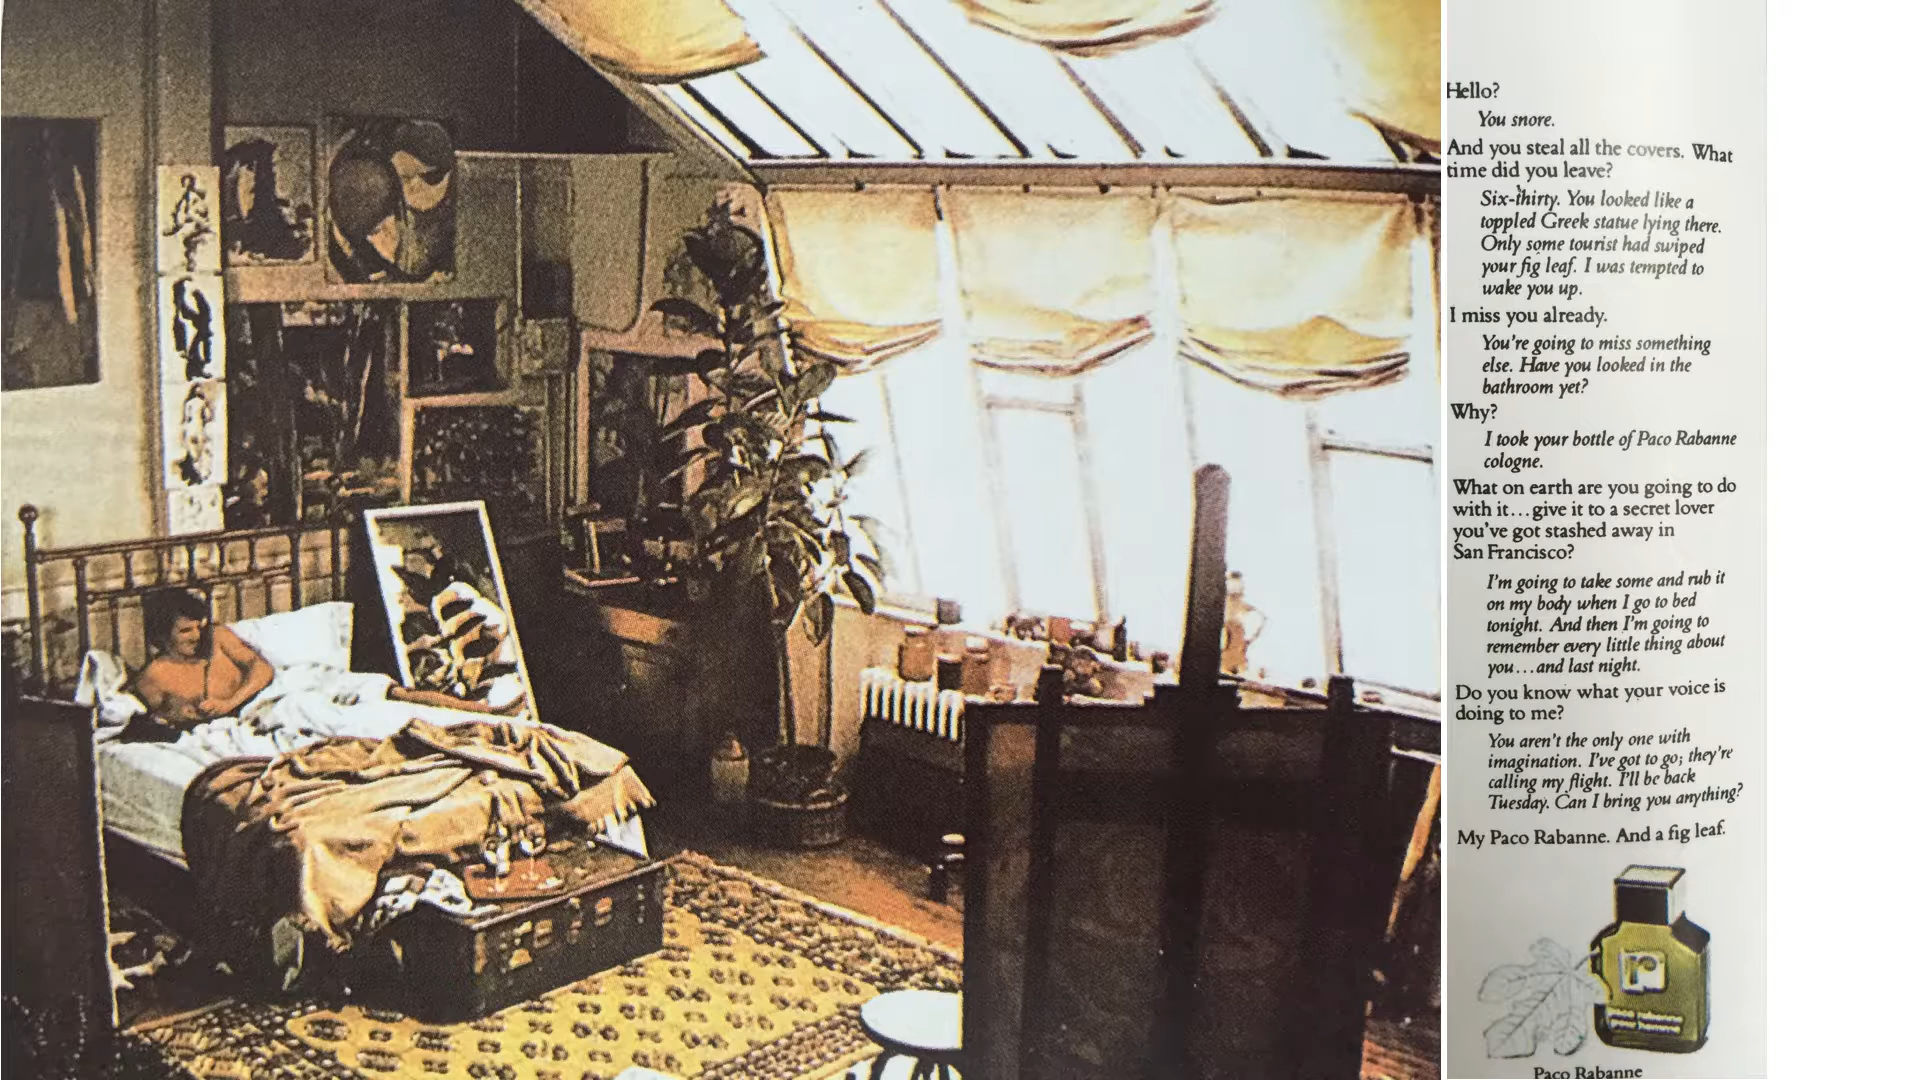 Hello?
You snore.
And you steal all the covers. What
time did you leave?
Six-thirty. You looked like a
toppled Greek statue lying there.
Only some tourist had swiped
your fig leaf. I was tempted to
wake you up.
I miss you already.
You're going to miss something
else. Have you looked in the
bathroom yet?
Why?
I took your bottle of Paco Rabanne
cologne.
What on earth are you going to do
with it...give it to a secret lover
you've got stashed away in
San Francisco?
I'm going to take some and rub it
on my body when I go to bed
tonight. And then I'm going to
remember every little thing about
you...and last night.
Do you know what your voice is
doing to me?
You aren't the only one with
imagination. I've got to go; they're
calling my flight. I'll be back
Tuesday. Can I bring you anything?
My Paco Rabanne. And a fig leaf.
paco rabanne
pour homme
Paco Rabanne